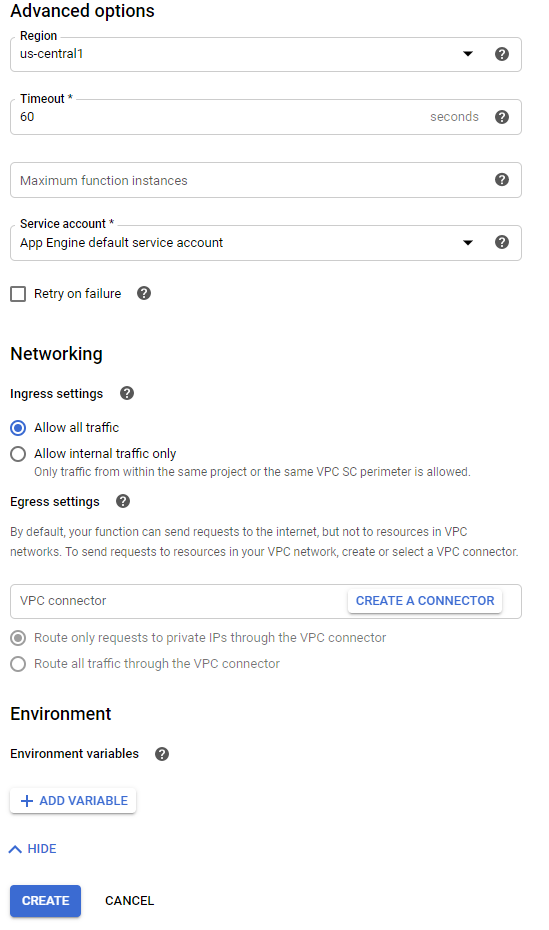 Advanced options
Region
us-central1
Timeout *
60 seconds
Maximum function instances
Service account *
App Engine default service account
Retry on failure
Networking
Ingress settings
Allow all traffic
Allow internal traffic only
Only traffic from within the same project or the same VPC SC perimeter is allowed.
Egress settings
By default, your function can send requests to the internet, but not to resources in VPC
networks. To send requests to resources in your VPC network, create or select a VPC connector.
VPC connector CREATE A CONNECTOR
Route only requests to private IPs through the VPC connector
Route all traffic through the VPC connector
Environment
Environment variables
ADD VARIABLE
HIDE
CREATE CANCEL